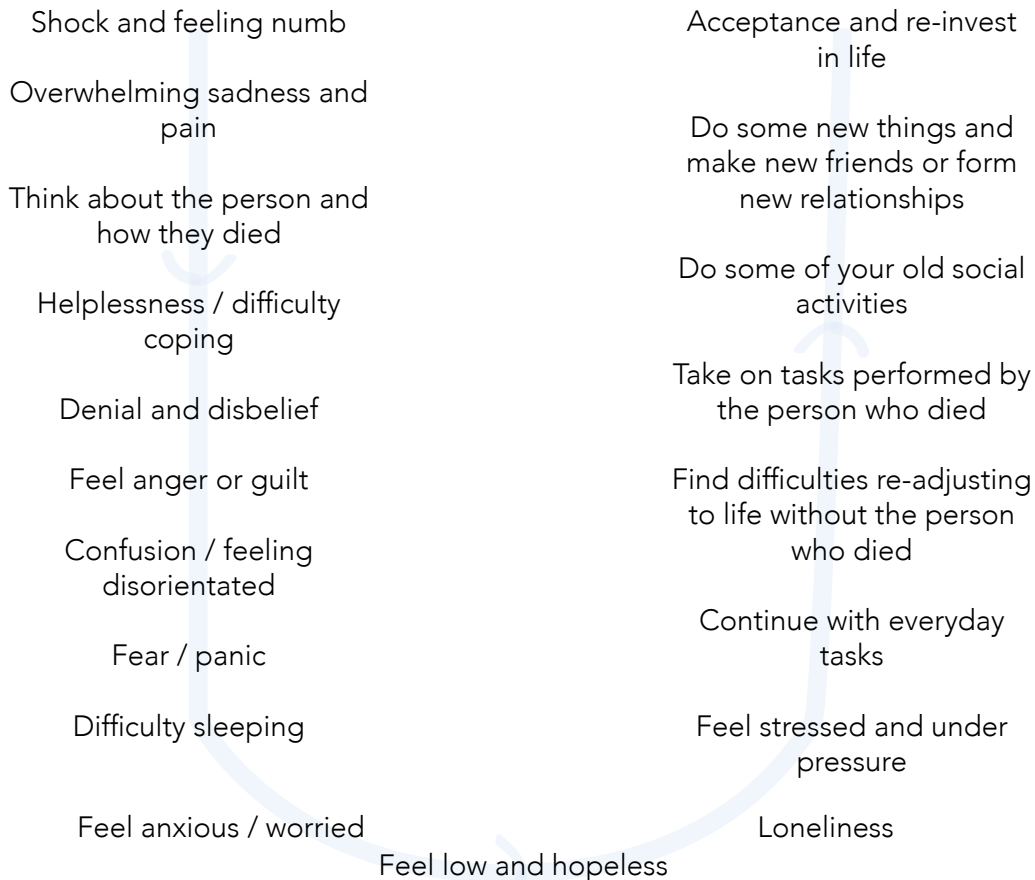 Shock and feeling numb
Overwhelming sadness and
pain
Think about the person and
how they died
Helplessness / difficulty
coping
Denial and disbelief
Feel anger or guilt
Confusion / feeling
disorientated
Fear / panic
Difficulty sleeping
Feel anxious / worried
Feel low and hopeless
Acceptance and re-invest
in life
Do some new things and
make new friends or form
new relationships
Do some of your old social
activities
Take on tasks performed by
the person who died
Find difficulties re-adjusting
to life without the person
who died
Continue with everyday
tasks
Feel stressed and under
pressure
Loneliness